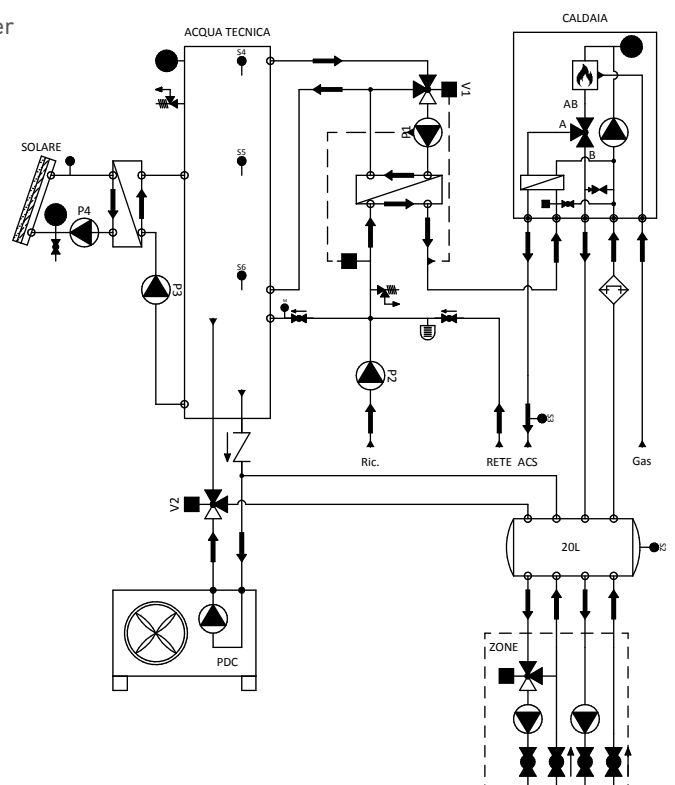 er
ACQUA TECNICA
CALDAIA
S4
V1
AB
A
P1
B
SOLARE
S5
P4
S6
P3
P2
S3
Ric.
RETE ACS
Gas
V2
20L
S2
ZONE
PDC